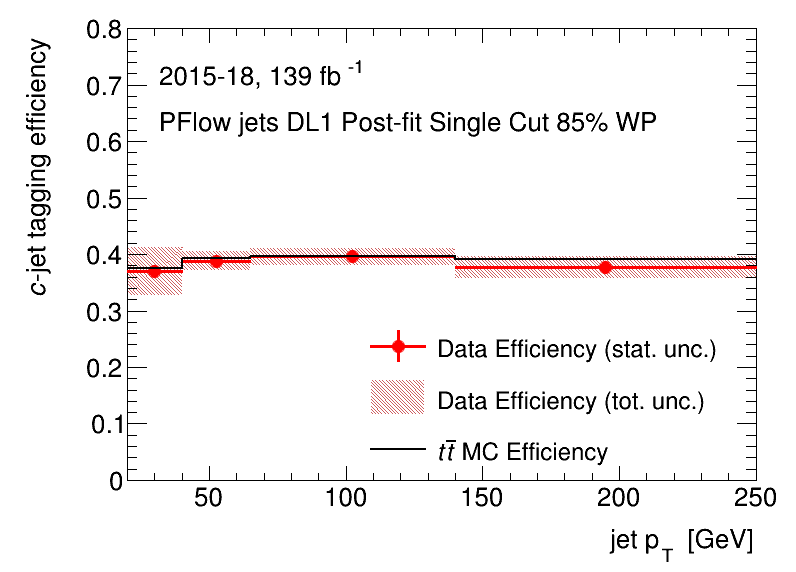 0.8
0.7
0.6
0.5
0.4
0.3
0.2
0.1
0
c-jet tagging efficiency
2015-18, 139 fb⁻¹
PFlow jets DL1 Post-fit Single Cut 85% WP
Data Efficiency (stat. unc.)
Data Efficiency (tot. unc.)
tt̄ MC Efficiency
50 100 150 200 250
jet p_T [GeV]